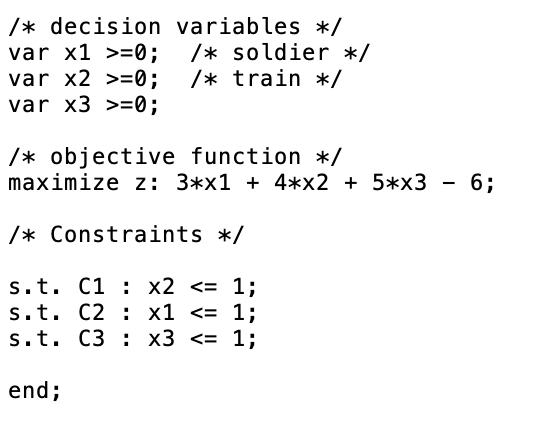 /* decision variables */
var x1 >=0;  /* soldier */
var x2 >=0;  /* train */
var x3 >=0;
/* objective function */
maximize z: 3*x1 + 4*x2 + 5*x3 - 6;
/* Constraints */
s.t. C1 : x2 <= 1;
s.t. C2 : x1 <= 1;
s.t. C3 : x3 <= 1;
end;